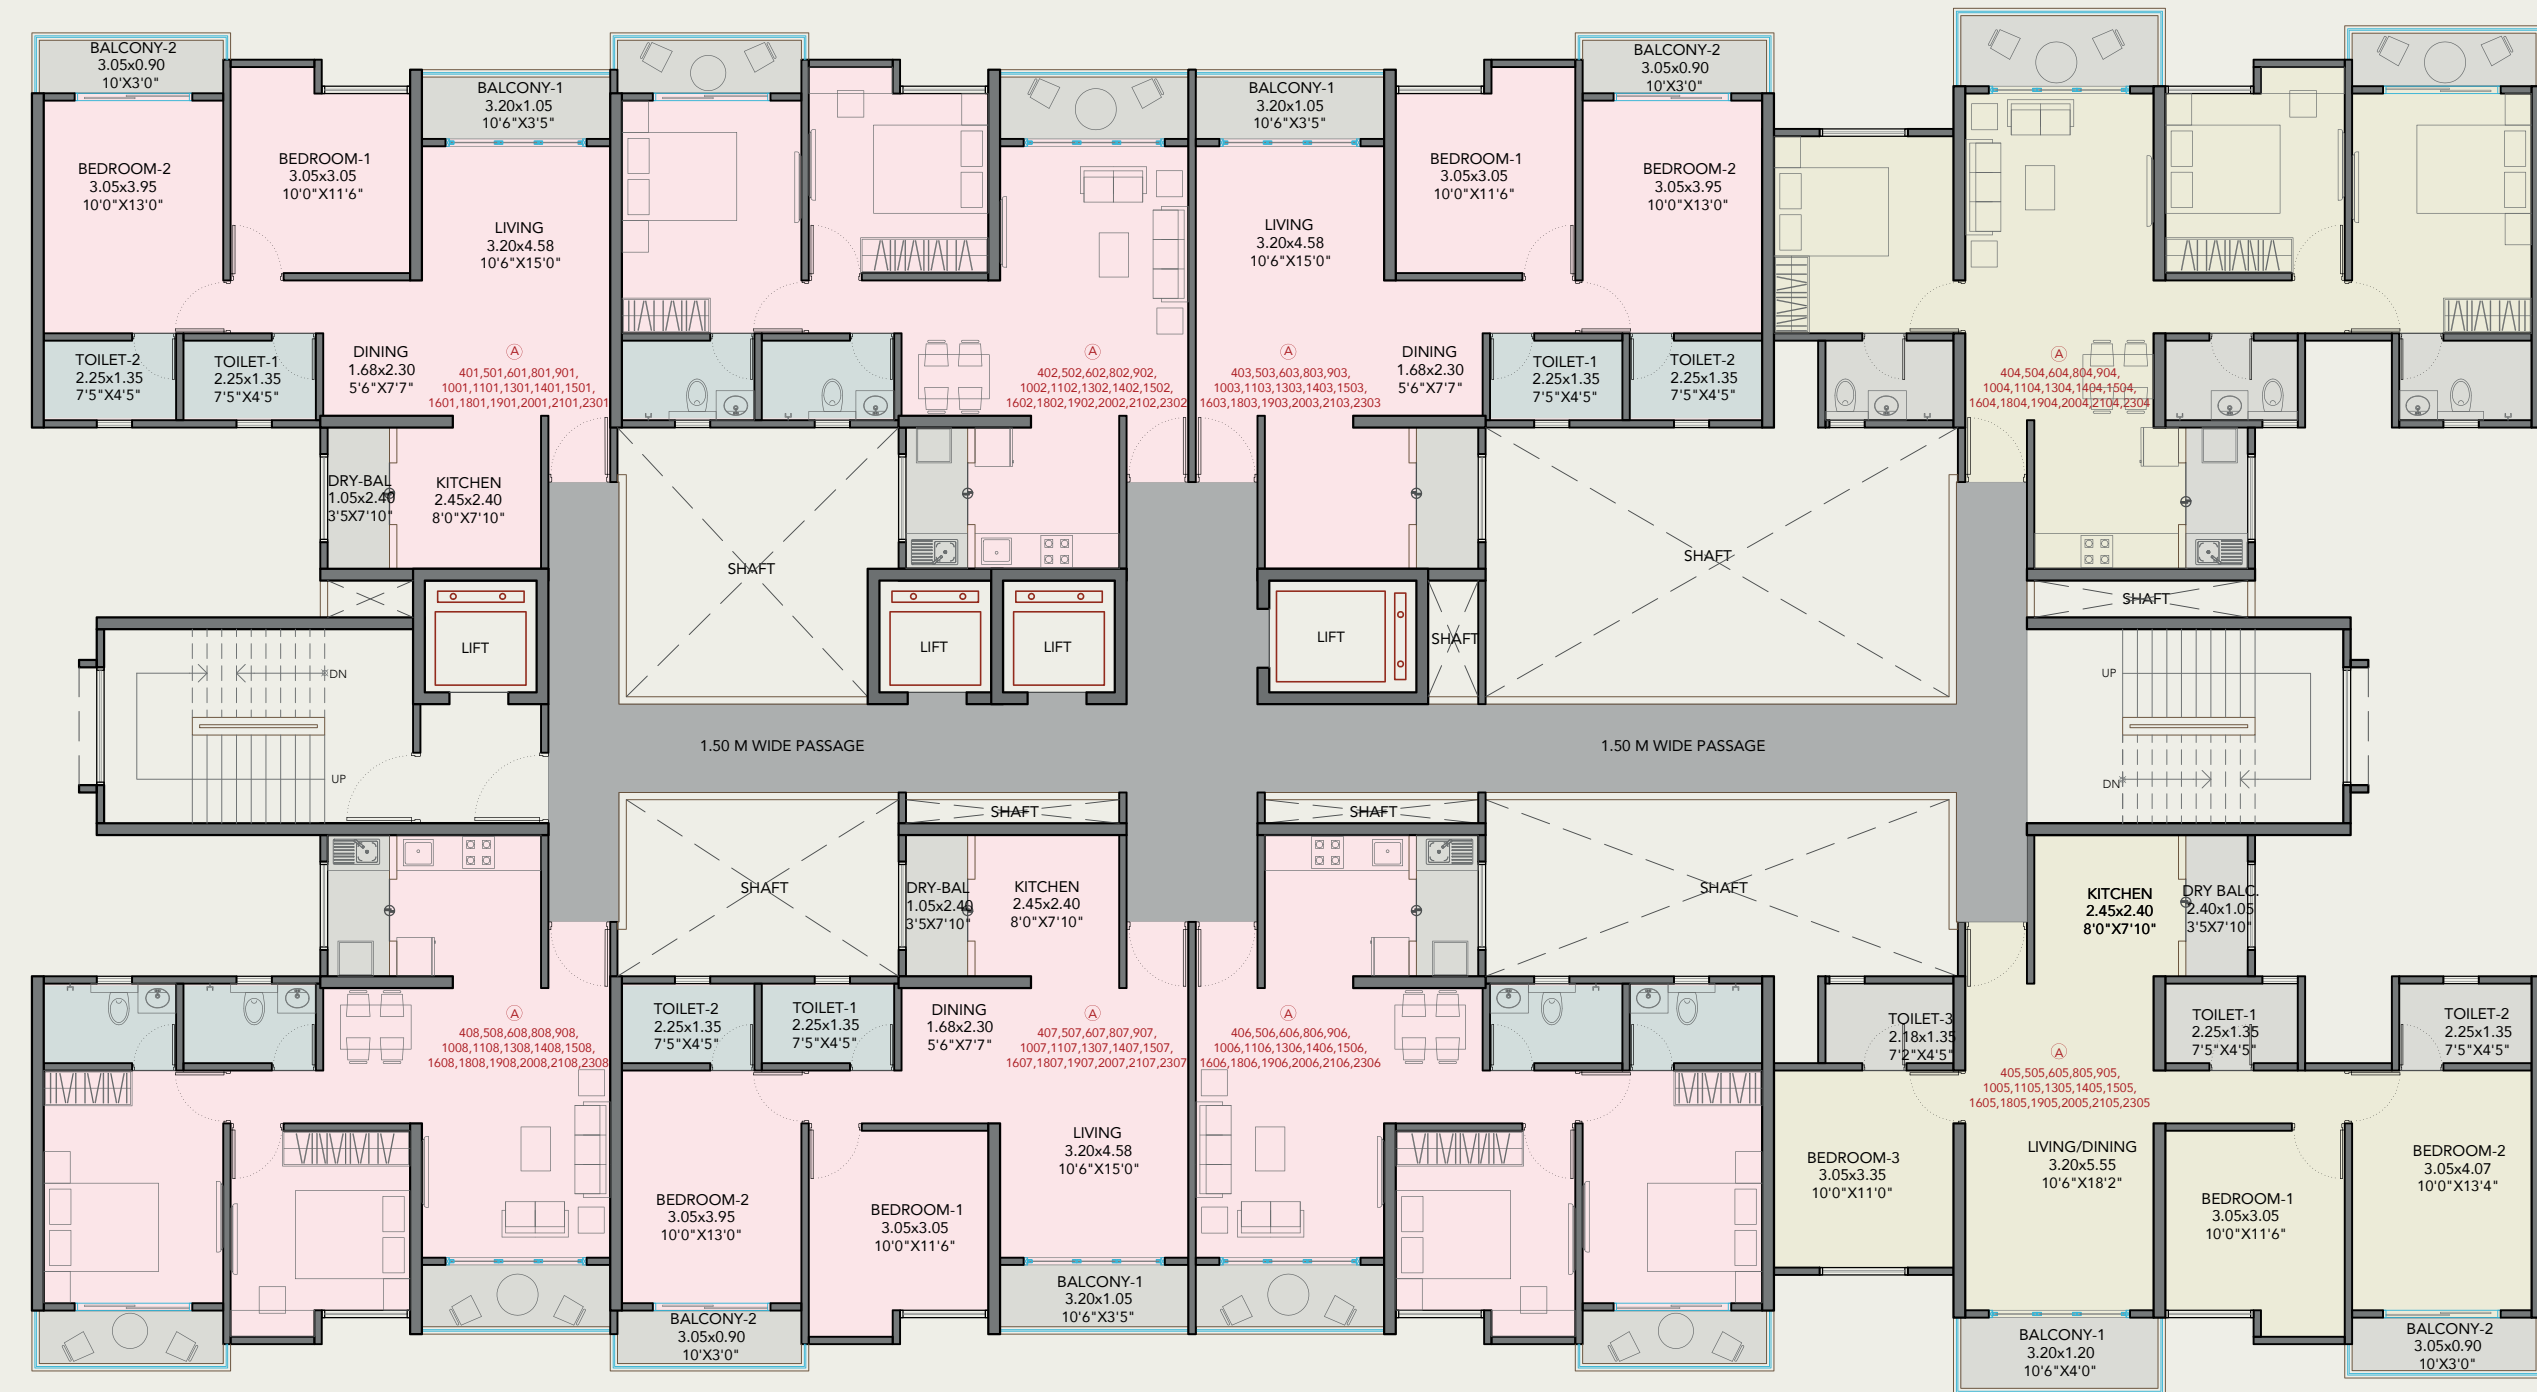 BALCONY-2
3.05x0.90
10'X3'0"
BEDROOM-2
3.05x3.95
10'0"X13'0"
BEDROOM-1
3.05x3.05
10'0"X11'6"
BALCONY-1
3.20x1.05
10'6"X3'5"
LIVING
3.20x4.58
10'6"X15'0"
TOILET-2
2.25x1.35
7'5"X4'5"
TOILET-1
2.25x1.35
7'5"X4'5"
DINING
1.68x2.30
5'6"X7'7"
A
401,501,601,801,901,
1001,1101,1301,1401,1501,
1601,1801,1901,2001,2101,2301
DRY-BAL
1.05x2.40
3'5X7'10"
KITCHEN
2.45x2.40
8'0"X7'10"
A
402,502,602,802,902,
1002,1102,1302,1402,1502,
1602,1802,1902,2002,2102,2302
BALCONY-1
3.20x1.05
10'6"X3'5"
LIVING
3.20x4.58
10'6"X15'0"
BEDROOM-1
3.05x3.05
10'0"X11'6"
BALCONY-2
3.05x0.90
10'X3'0"
BEDROOM-2
3.05x3.95
10'0"X13'0"
A
403,503,603,803,903,
1003,1103,1303,1403,1503,
1603,1803,1903,2003,2103,2303
DINING
1.68x2.30
5'6"X7'7"
TOILET-1
2.25x1.35
7'5"X4'5"
TOILET-2
2.25x1.35
7'5"X4'5"
A
404,504,604,804,904,
1004,1104,1304,1404,1504,
1604,1804,1904,2004,2104,2304
SHAFT
SHAFT
SHAFT
LIFT
LIFT
LIFT
LIFT
SHAFT
DN
UP
UP
DN
1.50 M WIDE PASSAGE
1.50 M WIDE PASSAGE
SHAFT
SHAFT
SHAFT
SHAFT
DRY-BAL
1.05x2.40
3'5X7'10"
KITCHEN
2.45x2.40
8'0"X7'10"
KITCHEN
2.45x2.40
8'0"X7'10"
DRY BALC.
2.40x1.05
3'5X7'10"
A
408,508,608,808,908,
1008,1108,1308,1408,1508,
1608,1808,1908,2008,2108,2308
TOILET-2
2.25x1.35
7'5"X4'5"
TOILET-1
2.25x1.35
7'5"X4'5"
DINING
1.68x2.30
5'6"X7'7"
A
407,507,607,807,907,
1007,1107,1307,1407,1507,
1607,1807,1907,2007,2107,2307
A
406,506,606,806,906,
1006,1106,1306,1406,1506,
1606,1806,1906,2006,2106,2306
TOILET-3
2.18x1.35
7'2"X4'5"
A
405,505,605,805,905,
1005,1105,1305,1405,1505,
1605,1805,1905,2005,2105,2305
TOILET-1
2.25x1.35
7'5"X4'5"
TOILET-2
2.25x1.35
7'5"X4'5"
BEDROOM-2
3.05x3.95
10'0"X13'0"
BEDROOM-1
3.05x3.05
10'0"X11'6"
LIVING
3.20x4.58
10'6"X15'0"
BEDROOM-3
3.05x3.35
10'0"X11'0"
LIVING/DINING
3.20x5.55
10'6"X18'2"
BEDROOM-1
3.05x3.05
10'0"X11'6"
BEDROOM-2
3.05x4.07
10'0"X13'4"
BALCONY-2
3.05x0.90
10'X3'0"
BALCONY-1
3.20x1.05
10'6"X3'5"
BALCONY-1
3.20x1.20
10'6"X4'0"
BALCONY-2
3.05x0.90
10'X3'0"